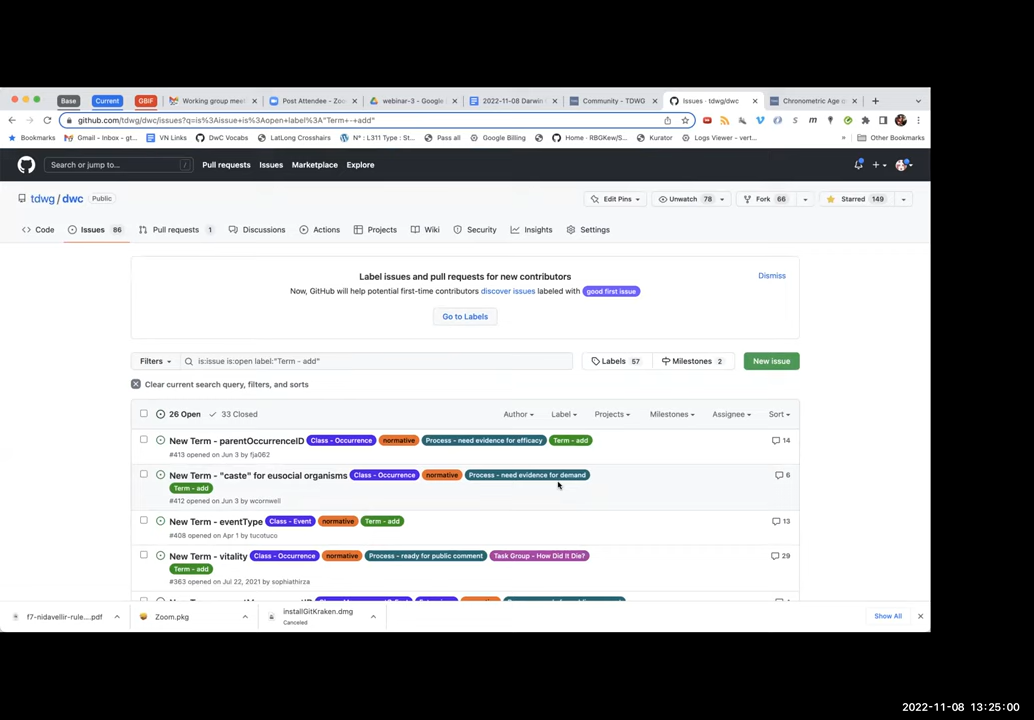 Base Current GBIF Working group mee Post Attendee - Zoo webinar-3 - Google 2022-11-08 Darwin Community - TDWG Issues · tdwg/dwc Chronometric Age
github.com/tdwg/dwc/issues?q=is%3Aissue+is%3Aopen+label%3A"Term+-+add"
Bookmarks Gmail - Inbox - gt... VN Links DwC Vocabs LatLong Crosshairs N:: L311 Type : St... Pass all Google Billing Home · R8GKew/S... Kurator Logs Viewer - vert... » Other Bookmarks
Search or jump to... / Pull requests Issues Marketplace Explore
tdwg / dwc Public Edit Pins Unwatch 78 Fork 66 Starred 149
Code Issues 86 Pull requests 1 Discussions Actions Projects Wiki Security Insights Settings
Label issues and pull requests for new contributors Dismiss
Now, GitHub will help potential first-time contributors discover issues labeled with good first issue
Go to Labels
Filters is:issue is:open label:"Term - add" Labels 57 Milestones 2 New issue
Clear current search query, filters, and sorts
26 Open 33 Closed Author Label Projects Milestones Assignee Sort
New Term - parentOccurrenceID Class - Occurrence normative Process - need evidence for efficacy Term - add 14
#413 opened on Jun 3 by fja062
New Term - "caste" for eusocial organisms Class - Occurrence normative Process - need evidence for demand 6
Term - add
#412 opened on Jun 3 by wcornwell
New Term - eventType Class - Event normative Term - add 13
#408 opened on Apr 1 by tucotuco
New Term - vitality Class - Occurrence normative Process - ready for public comment Task Group - How Did It Die? 29
Term - add
#363 opened on Jul 22, 2021 by sophiathirza
f7-nidavellir-rule....pdf Zoom.pkg installGitKraken.dmg Show All
Canceled
2022-11-08 13:25:00